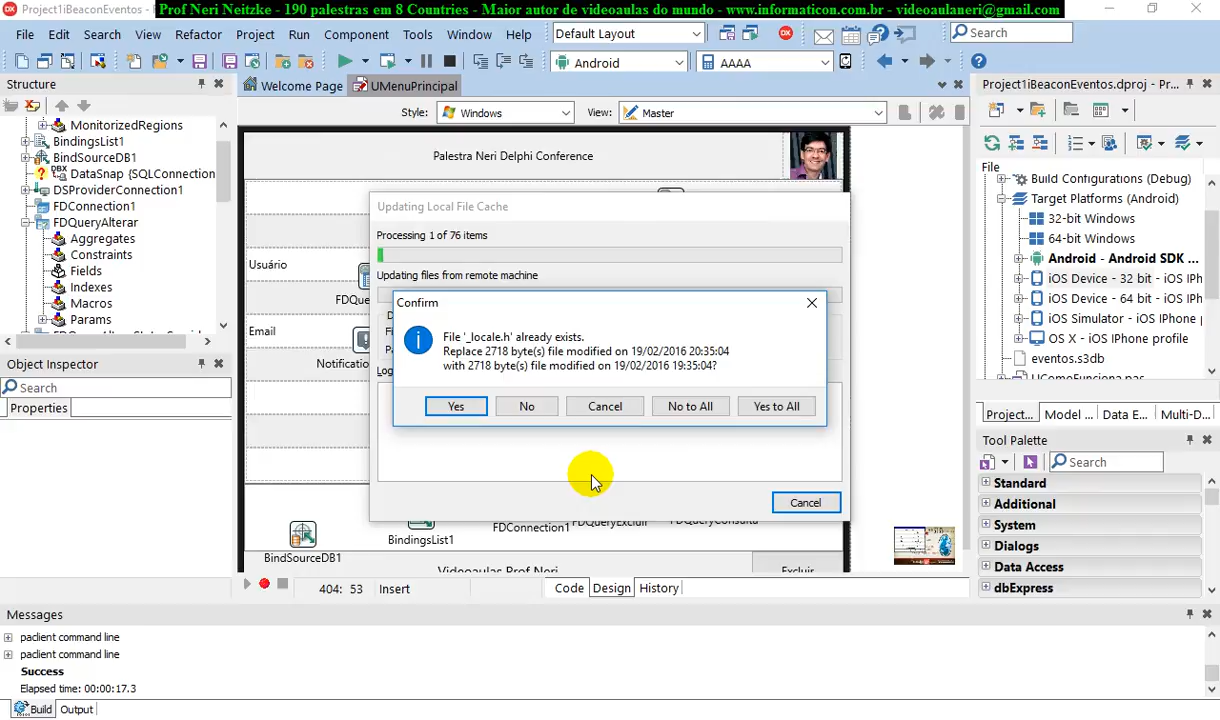 Project1iBeaconEventos -
Prof Neri Neitzke - 190 palestras em 8 Countries - Maior autor de videoaulas do mundo - www.informaticon.com.br - videoaulaneri@gmail.com
File Edit Search View Refactor Project Run Component Tools Window Help
Default Layout
Search
Android
AAAA
Structure
MonitorizedRegions
BindingsList1
BindSourceDB1
DataSnap {SQLConnection
DSProviderConnection1
FDConnection1
FDQueryAlterar
Aggregates
Constraints
Fields
Indexes
Macros
Params
Object Inspector
Search
Properties
Welcome Page
UMenuPrincipal
Style:
Windows
View:
Master
Palestra Neri Delphi Conference
Usuário
FDQue
Email
Notificatio
Updating Local File Cache
Processing 1 of 76 items
Updating files from remote machine
Confirm
File '_locale.h' already exists.
Replace 2718 byte(s) file modified on 19/02/2016 20:35:04
with 2718 byte(s) file modified on 19/02/2016 19:35:04?
Yes
No
Cancel
No to All
Yes to All
Cancel
BindSourceDB1
BindingsList1
FDConnection1
FDQueryExcluir
FDQueryConsulta
Videoaulas Prof Neri
Excluir
404: 53
Insert
Code
Design
History
Project1iBeaconEventos.dproj - Pr...
File
Build Configurations (Debug)
Target Platforms (Android)
32-bit Windows
64-bit Windows
Android - Android SDK ...
iOS Device - 32 bit - iOS IPh
iOS Device - 64 bit - iOS IPh
iOS Simulator - iOS IPhone
OS X - iOS IPhone profile
eventos.s3db
UComoFunciona.pas
Project...
Model ...
Data E...
Multi-D...
Tool Palette
Search
Standard
Additional
System
Dialogs
Data Access
dbExpress
Messages
paclient command line
paclient command line
Success
Elapsed time: 00:00:17.3
Build
Output